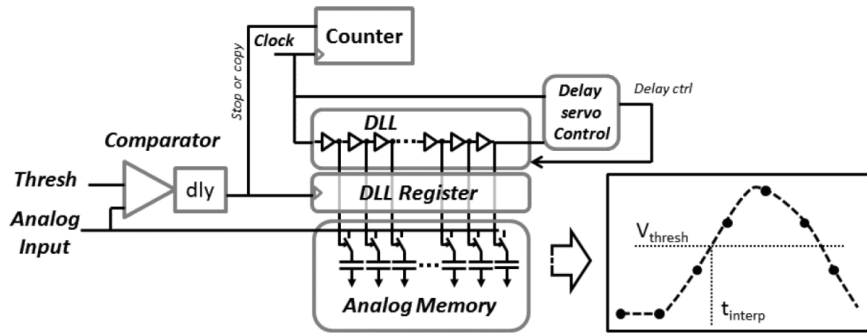 Counter
Clock
Stop or copy
Delay
servo
Control
Delay ctrl
DLL
Comparator
Thresh
dly
DLL Register
Analog
Input
Analog Memory
V thresh
t interp